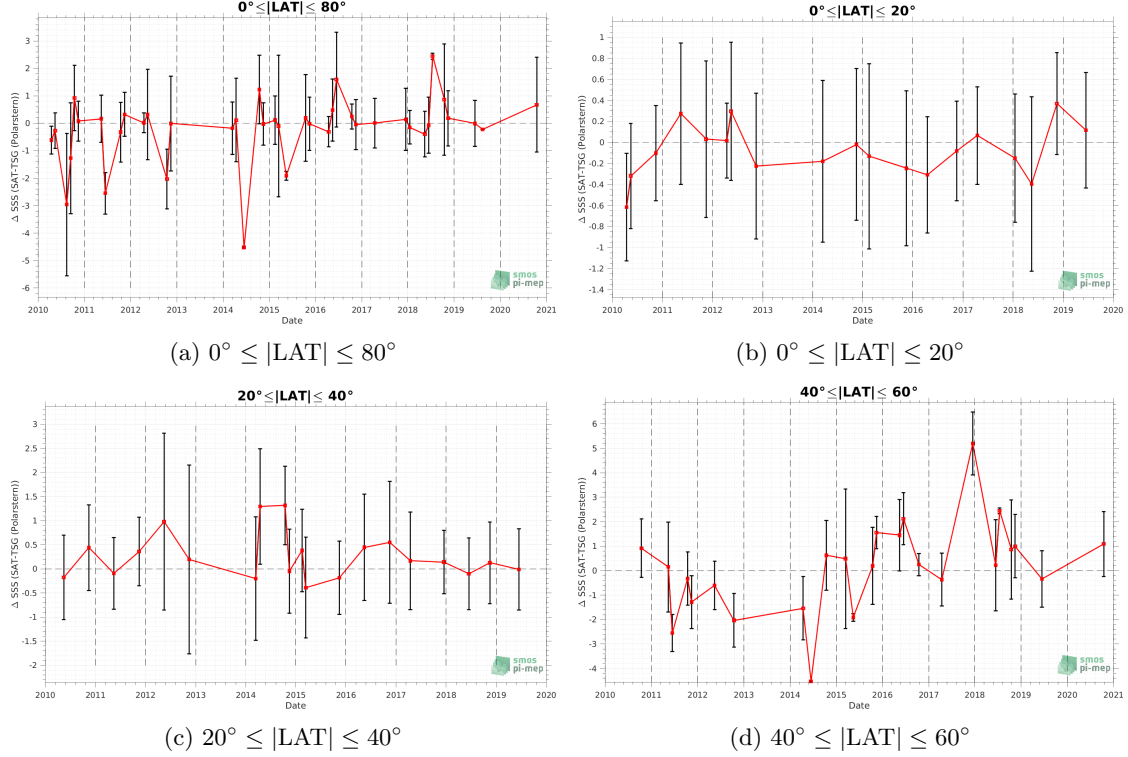 0°≤|LAT|≤ 80°
Δ SSS (SAT-TSG (Polarstern))
3
2
1
0
-1
-2
-3
-4
-5
-6
2010 2011 2012 2013 2014 2015 2016 2017 2018 2019 2020 2021
Date
smos
pi-mep
(a) 0° ≤ |LAT| ≤ 80°
0°≤|LAT|≤ 20°
Δ SSS (SAT-TSG (Polarstern))
1
0.8
0.6
0.4
0.2
0
-0.2
-0.4
-0.6
-0.8
-1
-1.2
-1.4
2010 2011 2012 2013 2014 2015 2016 2017 2018 2019 2020
Date
smos
pi-mep
(b) 0° ≤ |LAT| ≤ 20°
20°≤|LAT|≤ 40°
Δ SSS (SAT-TSG (Polarstern))
3
2.5
2
1.5
1
0.5
0
-0.5
-1
-1.5
-2
2010 2011 2012 2013 2014 2015 2016 2017 2018 2019 2020
Date
smos
pi-mep
(c) 20° ≤ |LAT| ≤ 40°
40°≤|LAT|≤ 60°
Δ SSS (SAT-TSG (Polarstern))
6
5
4
3
2
1
0
-1
-2
-3
-4
2010 2011 2012 2013 2014 2015 2016 2017 2018 2019 2020 2021
Date
smos
pi-mep
(d) 40° ≤ |LAT| ≤ 60°